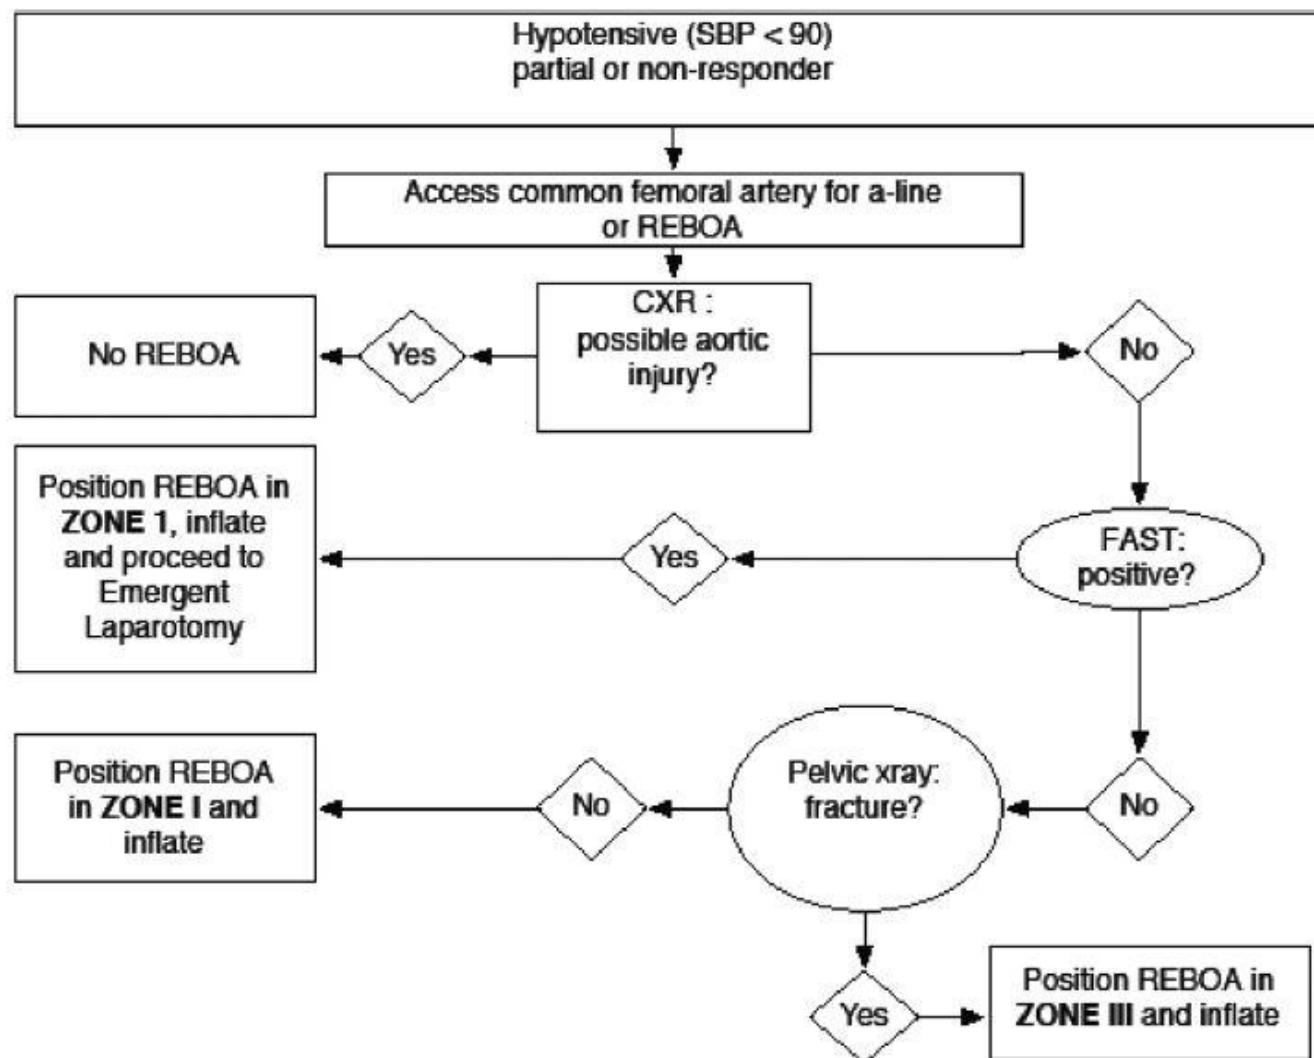 Hypotensive (SBP < 90)
partial or non-responder
Access common femoral artery for a-line
or REBOA
CXR :
possible aortic
injury?
Yes
No REBOA
No
FAST:
positive?
Yes
Position REBOA in
ZONE 1, inflate
and proceed to
Emergent
Laparotomy
No
Pelvic xray:
fracture?
No
Position REBOA
in ZONE I and
inflate
Yes
Position REBOA in
ZONE III and inflate